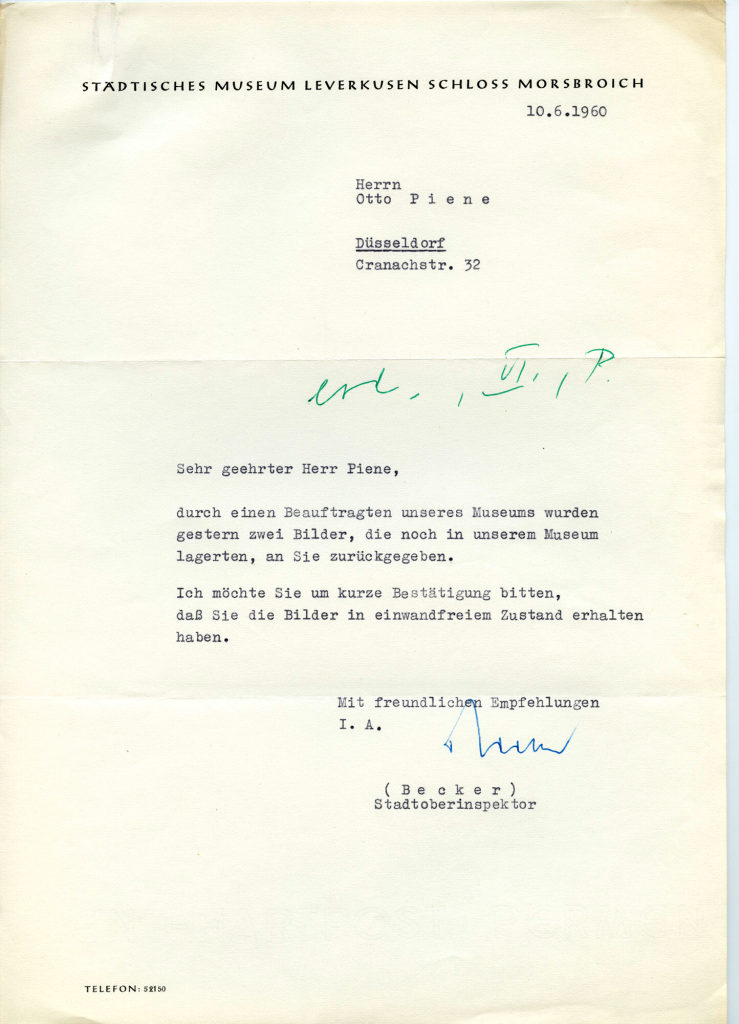 STÄDTISCHES MUSEUM LEVERKUSEN SCHLOSS MORSBROICH
10.6.1960
Herrn
Otto P i e n e
Düsseldorf
Cranachstr. 32
erl. , VI. , P.
Sehr geehrter Herr Piene,
durch einen Beauftragten unseres Museums wurden
gestern zwei Bilder, die noch in unserem Museum
lagerten, an Sie zurückgegeben.
Ich möchte Sie um kurze Bestätigung bitten,
daß Sie die Bilder in einwandfreiem Zustand erhalten
haben.
Mit freundlichen Empfehlungen
I. A.
( B e c k e r )
Stadtoberinspektor
TELEFON: 52150